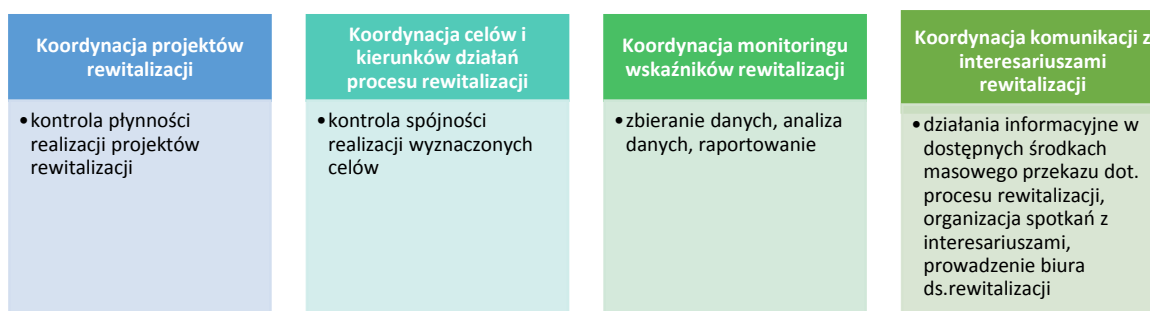 Koordynacja projektów
rewitalizacji
•kontrola płynności
realizacji projektów
rewitalizacji
Koordynacja celów i
kierunków działań
procesu rewitalizacji
•kontrola spójności
realizacji wyznaczonych
celów
Koordynacja monitoringu
wskaźników rewitalizacji
•zbieranie danych, analiza
danych, raportowanie
Koordynacja komunikacji z
interesariuszami
rewitalizacji
•działania informacyjne w
dostępnych środkach
masowego przekazu dot.
procesu rewitalizacji,
organizacja spotkań z
interesariuszami,
prowadzenie biura
ds.rewitalizacji